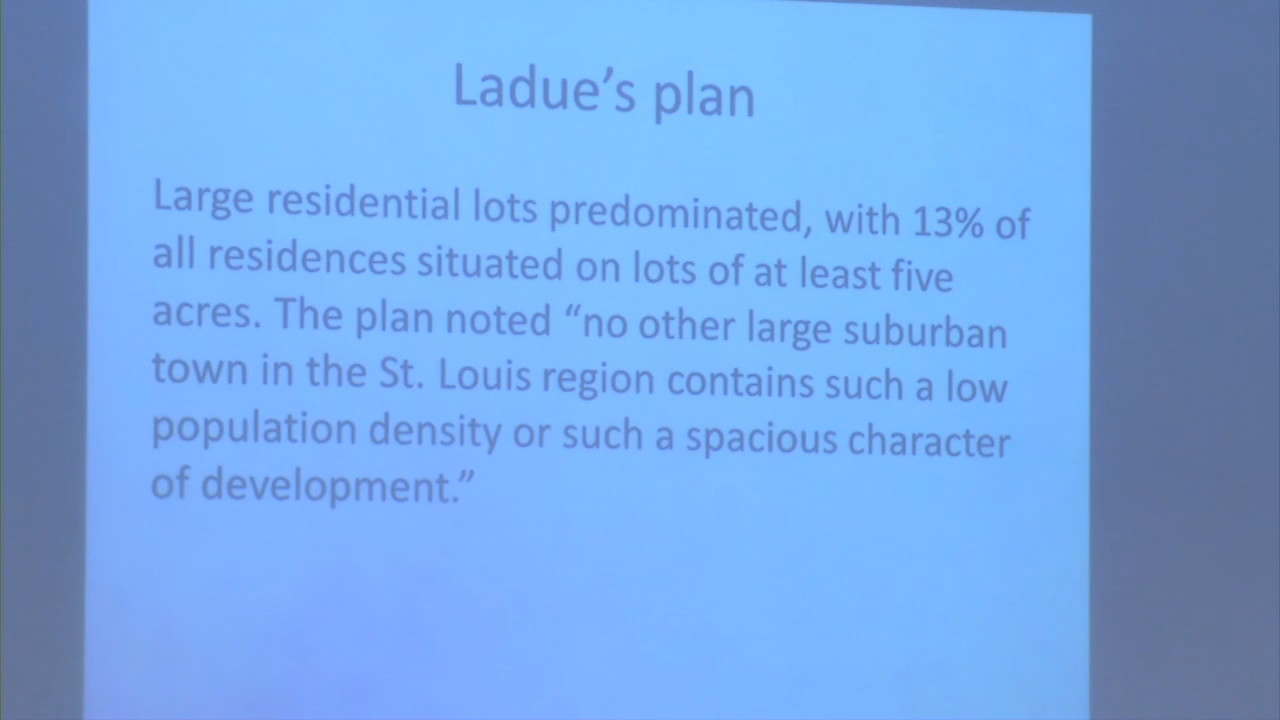 Ladue’s plan
Large residential lots predominated, with 13% of
all residences situated on lots of at least five
acres. The plan noted “no other large suburban
town in the St. Louis region contains such a low
population density or such a spacious character
of development.”